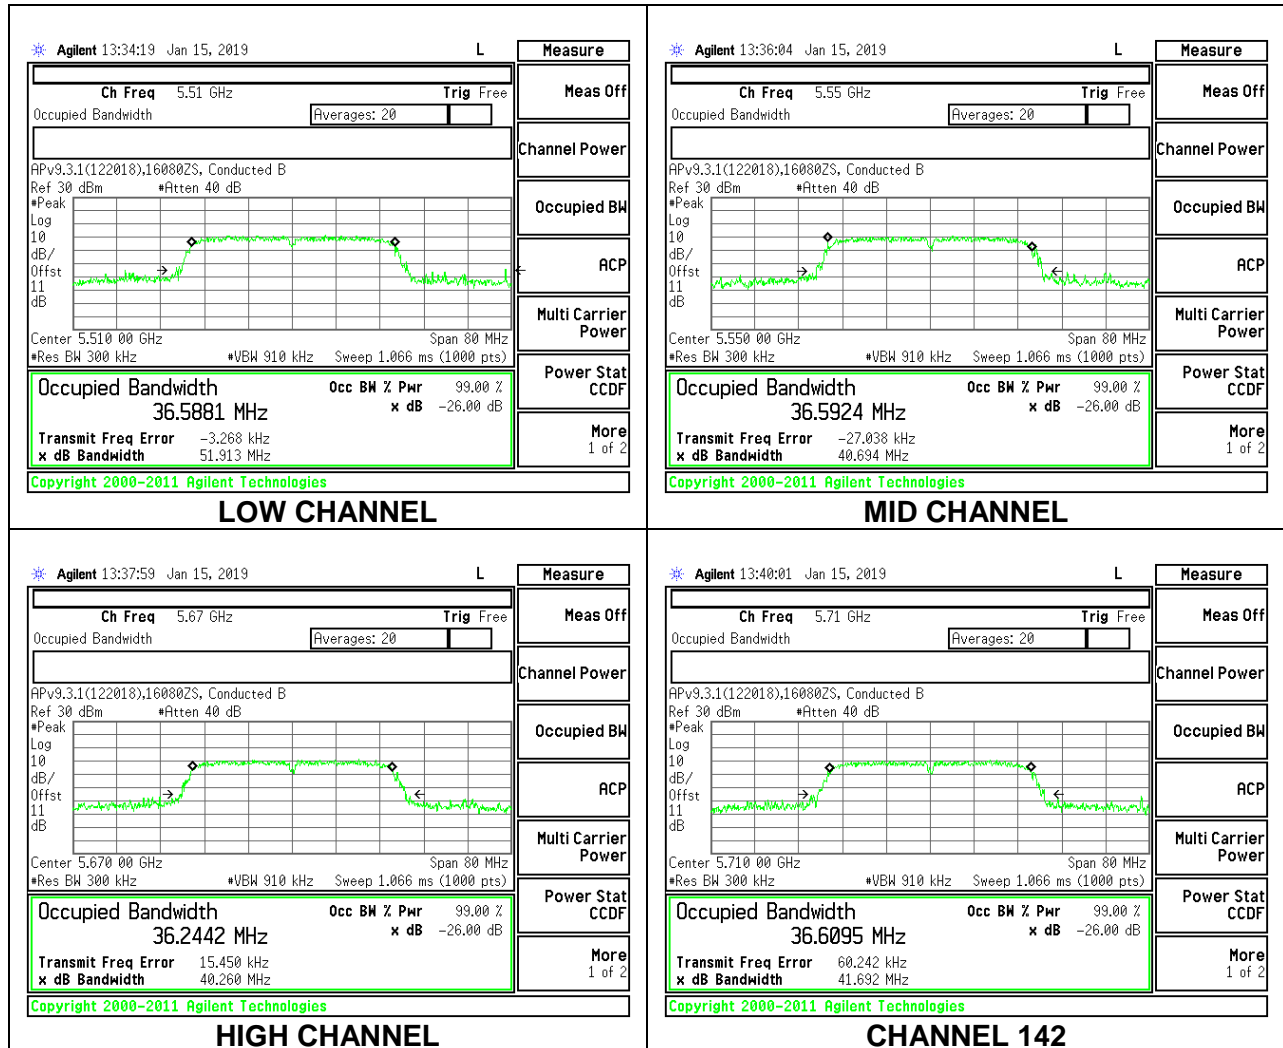 Agilent 13:34:19 Jan 15, 2019 L Measure
Ch Freq 5.51 GHz Trig Free
Occupied Bandwidth Averages: 20
APv9.3.1(122018),16080ZS, Conducted B
Ref 30 dBm #Atten 40 dB
#Peak
Log
10
dB/
Offst
11
dB
Center 5.510 00 GHz Span 80 MHz
#Res BW 300 kHz #VBW 910 kHz Sweep 1.066 ms (1000 pts)
Occupied Bandwidth Occ BW % Pwr 99.00 %
36.5881 MHz x dB -26.00 dB
Transmit Freq Error -3.268 kHz
x dB Bandwidth 51.913 MHz
Copyright 2000-2011 Agilent Technologies
Meas Off
Channel Power
Occupied BW
ACP
Multi Carrier
Power
Power Stat
CCDF
More
1 of 2
LOW CHANNEL
Agilent 13:36:04 Jan 15, 2019 L Measure
Ch Freq 5.55 GHz Trig Free
Occupied Bandwidth Averages: 20
APv9.3.1(122018),16080ZS, Conducted B
Ref 30 dBm #Atten 40 dB
#Peak
Log
10
dB/
Offst
11
dB
Center 5.550 00 GHz Span 80 MHz
#Res BW 300 kHz #VBW 910 kHz Sweep 1.066 ms (1000 pts)
Occupied Bandwidth Occ BW % Pwr 99.00 %
36.5924 MHz x dB -26.00 dB
Transmit Freq Error -27.038 kHz
x dB Bandwidth 40.694 MHz
Copyright 2000-2011 Agilent Technologies
Meas Off
Channel Power
Occupied BW
ACP
Multi Carrier
Power
Power Stat
CCDF
More
1 of 2
MID CHANNEL
Agilent 13:37:59 Jan 15, 2019 L Measure
Ch Freq 5.67 GHz Trig Free
Occupied Bandwidth Averages: 20
APv9.3.1(122018),16080ZS, Conducted B
Ref 30 dBm #Atten 40 dB
#Peak
Log
10
dB/
Offst
11
dB
Center 5.670 00 GHz Span 80 MHz
#Res BW 300 kHz #VBW 910 kHz Sweep 1.066 ms (1000 pts)
Occupied Bandwidth Occ BW % Pwr 99.00 %
36.2442 MHz x dB -26.00 dB
Transmit Freq Error 15.450 kHz
x dB Bandwidth 40.260 MHz
Copyright 2000-2011 Agilent Technologies
Meas Off
Channel Power
Occupied BW
ACP
Multi Carrier
Power
Power Stat
CCDF
More
1 of 2
HIGH CHANNEL
Agilent 13:40:01 Jan 15, 2019 L Measure
Ch Freq 5.71 GHz Trig Free
Occupied Bandwidth Averages: 20
APv9.3.1(122018),16080ZS, Conducted B
Ref 30 dBm #Atten 40 dB
#Peak
Log
10
dB/
Offst
11
dB
Center 5.710 00 GHz Span 80 MHz
#Res BW 300 kHz #VBW 910 kHz Sweep 1.066 ms (1000 pts)
Occupied Bandwidth Occ BW % Pwr 99.00 %
36.6095 MHz x dB -26.00 dB
Transmit Freq Error 60.242 kHz
x dB Bandwidth 41.692 MHz
Copyright 2000-2011 Agilent Technologies
Meas Off
Channel Power
Occupied BW
ACP
Multi Carrier
Power
Power Stat
CCDF
More
1 of 2
CHANNEL 142